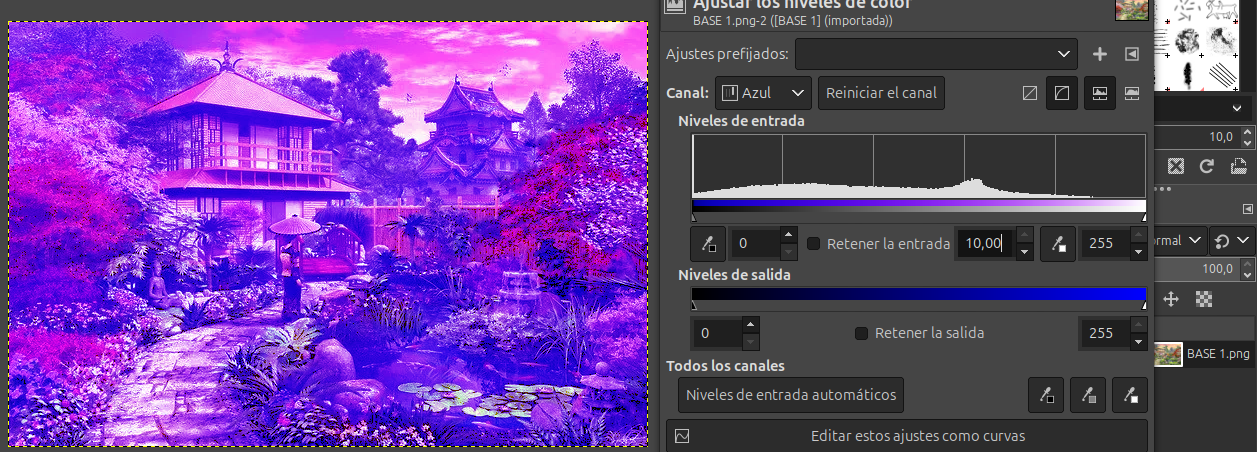 Ajustar los niveles de color
BASE 1.png-2 ([BASE 1] (importada))
Ajustes prefijados:
Canal: Azul Reiniciar el canal
Niveles de entrada
10,0
0 Retener la entrada 10,00 255
rmal
Niveles de salida
100,0
0 Retener la salida 255
Todos los canales
BASE 1.png
Niveles de entrada automáticos
Editar estos ajustes como curvas